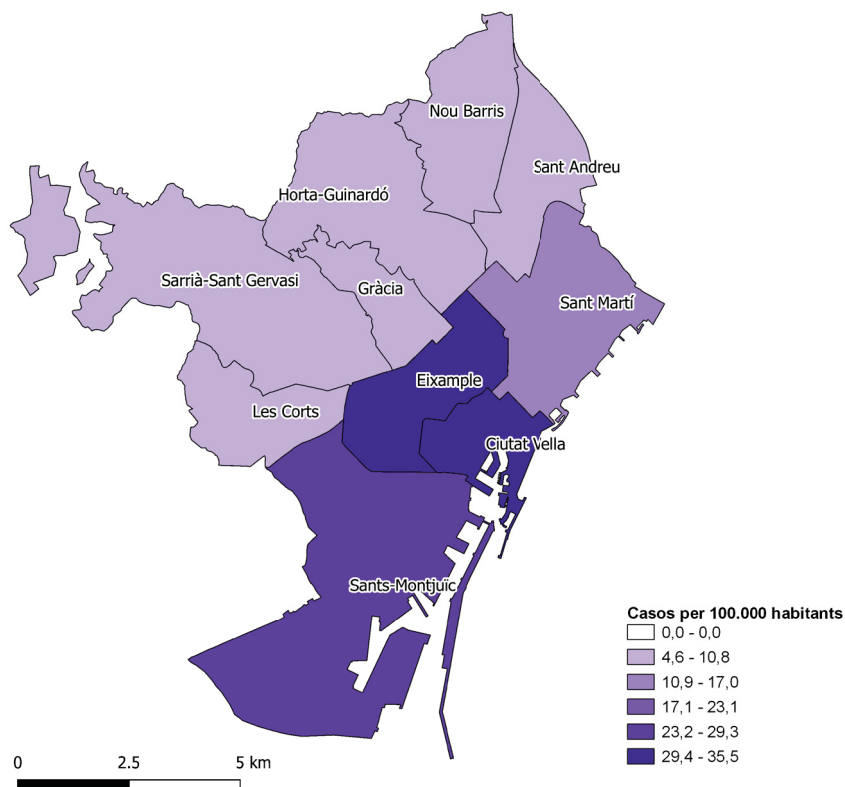 Nou Barris
Sant Andreu
Horta-Guinardó
Sarrià-Sant Gervasi
Gràcia
Sant Martí
Eixample
Les Corts
Ciutat Vella
Sants-Montjuïc
Casos per 100.000 habitants
0,0 - 0,0
4,6 - 10,8
10,9 - 17,0
17,1 - 23,1
23,2 - 29,3
29,4 - 35,5
0 2.5 5 km